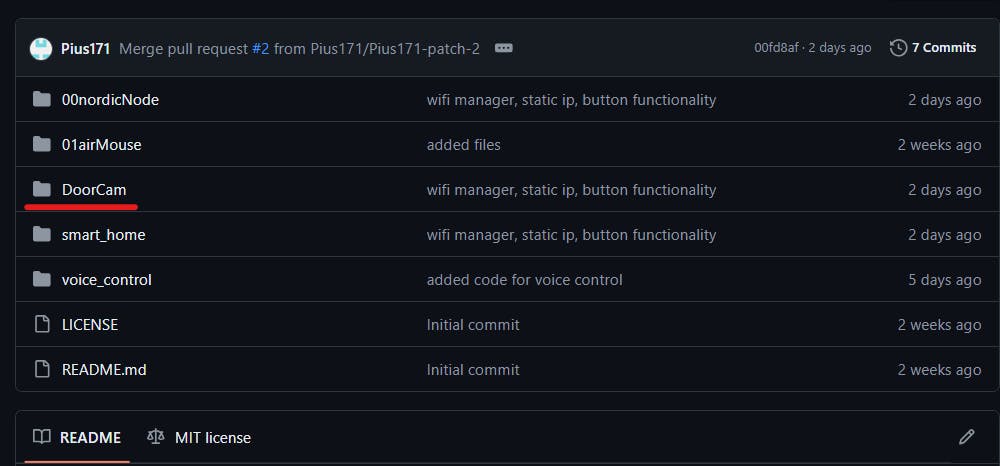 Pius171 Merge pull request #2 from Pius171/Pius171-patch-2 00fd8af · 2 days ago 7 Commits
00nordicNode wifi manager, static ip, button functionality 2 days ago
01airMouse added files 2 weeks ago
DoorCam wifi manager, static ip, button functionality 2 days ago
smart_home wifi manager, static ip, button functionality 2 days ago
voice_control added code for voice control 5 days ago
LICENSE Initial commit 2 weeks ago
README.md Initial commit 2 weeks ago
README MIT license